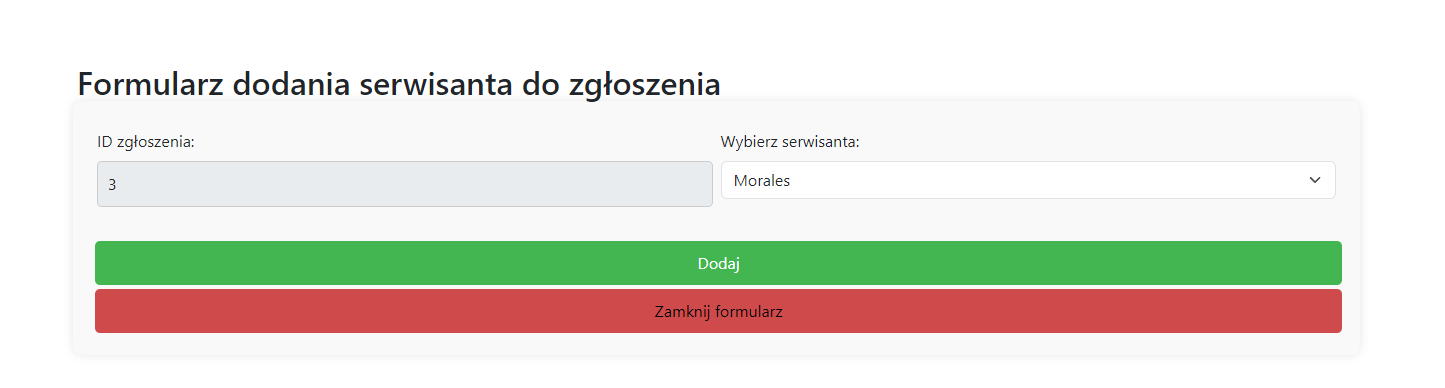 Formularz dodania serwisanta do zgłoszenia
ID zgłoszenia:
Wybierz serwisanta:
3
Morales
Dodaj
Zamknij formularz